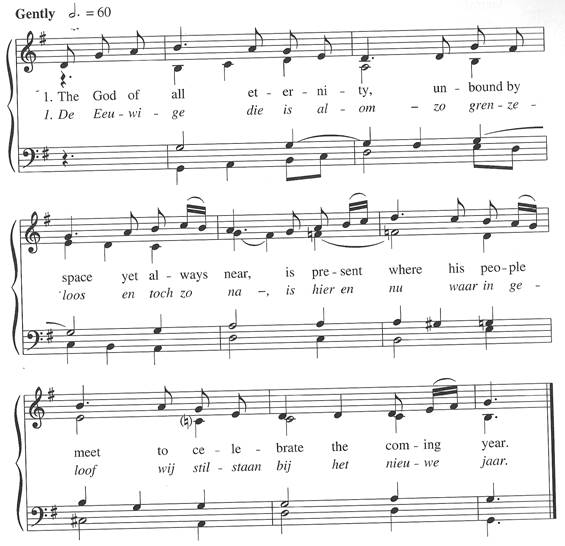 Gently = 60
1. The God of all e t er - ni - ty, un - bound by
1. De Eeu - wi - ge die is al - om - zo gren - ze -
space yet al - ways near, is pre - sent where his peo - ple
loos en toch zo na -, is hier en nu waar in ge -
meet to ce - le - brate the com - ing year.
loof wij stil - staan bij het nieu - we jaar.